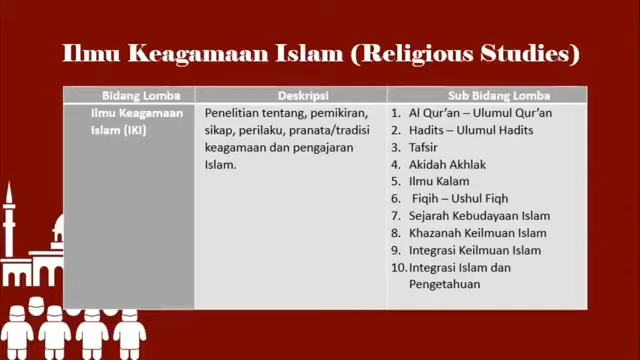 Ilmu Keagamaan Islam (Religious Studies)
Bidang Lomba
Deskripsi
Sub Bidang Lomba
Ilmu Keagamaan
Islam (IKI)
Penelitian tentang, pemikiran,
sikap, perilaku, pranata/tradisi
keagamaan dan pengajaran
Islam.
1. Al Qur'an – Ulumul Qur'an
2. Hadits – Ulumul Hadits
3. Tafsir
4. Akidah Akhlak
5. Ilmu Kalam
6. Fiqih – Ushul Fiqh
7. Sejarah Kebudayaan Islam
8. Khazanah Keilmuan Islam
9. Integrasi Keilmuan Islam
10. Integrasi Islam dan
Pengetahuan